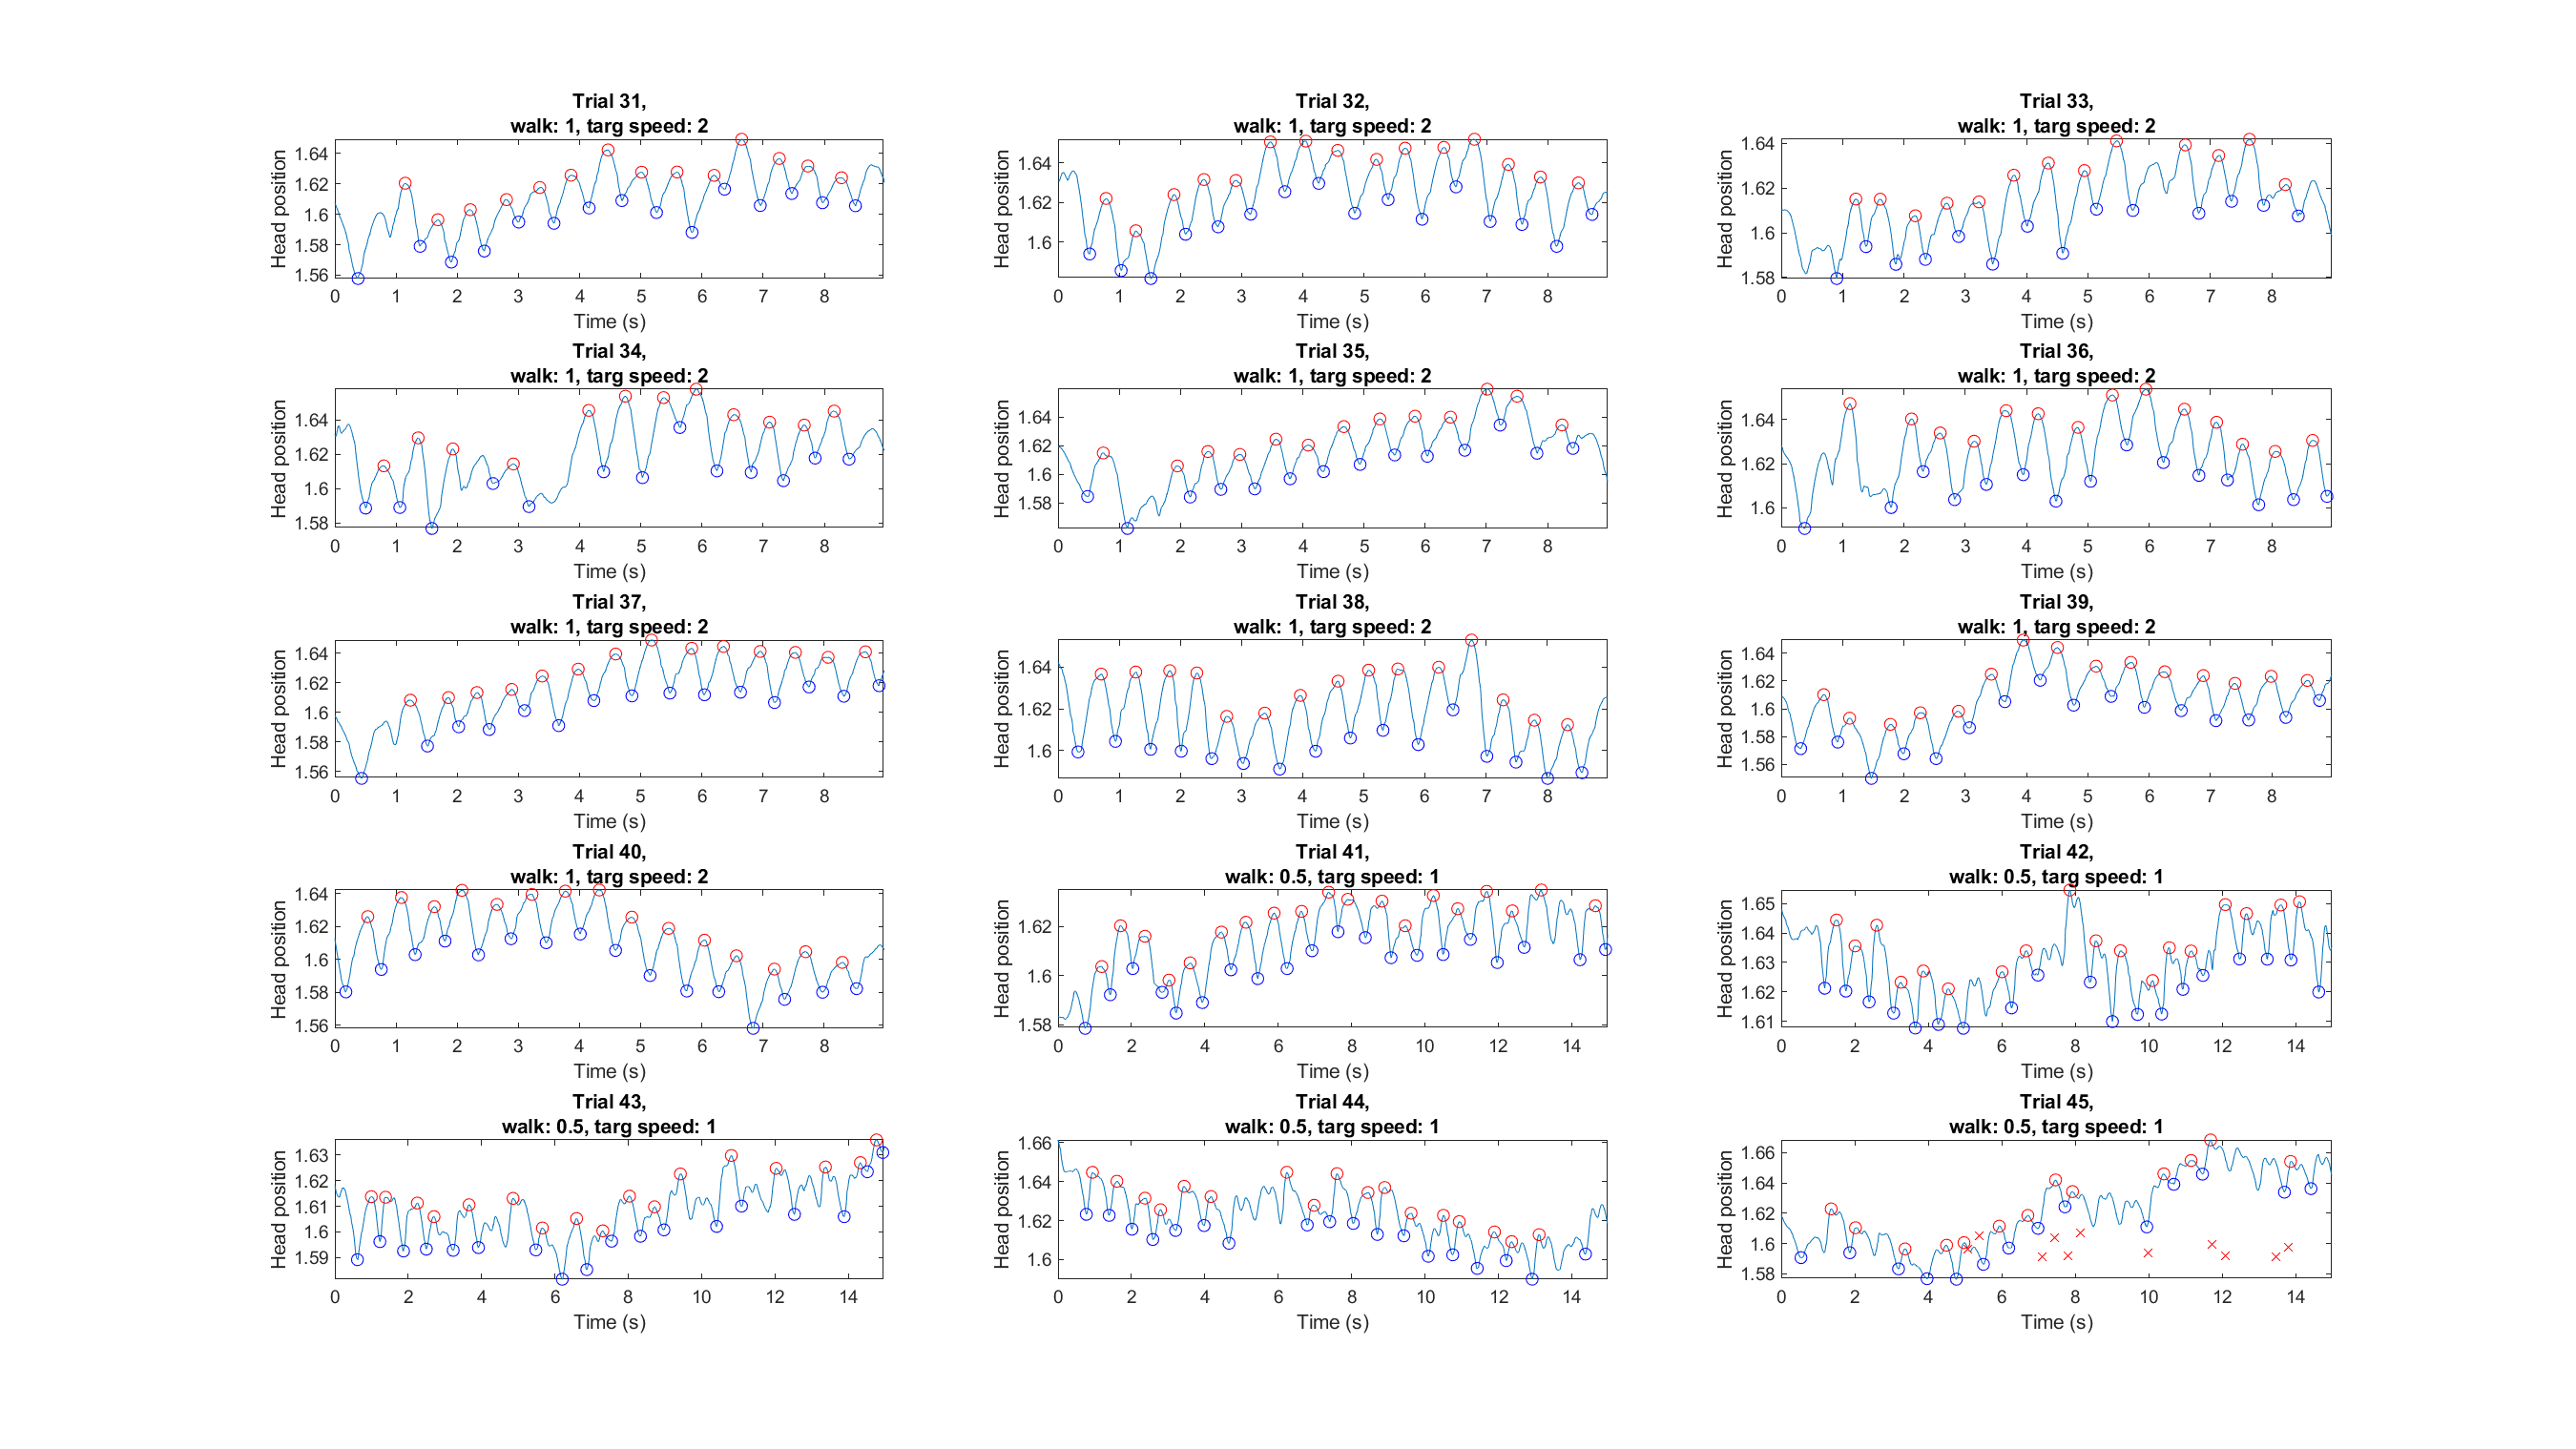 Trial 31,
walk: 1, targ speed: 2
Head position
1.64
1.62
1.6
1.58
1.56
0 1 2 3 4 5 6 7 8
Time (s)
Trial 32,
walk: 1, targ speed: 2
Head position
1.64
1.62
1.6
0 1 2 3 4 5 6 7 8
Time (s)
Trial 33,
walk: 1, targ speed: 2
Head position
1.64
1.62
1.6
1.58
0 1 2 3 4 5 6 7 8
Time (s)
Trial 34,
walk: 1, targ speed: 2
Head position
1.64
1.62
1.6
1.58
0 1 2 3 4 5 6 7 8
Time (s)
Trial 35,
walk: 1, targ speed: 2
Head position
1.64
1.62
1.6
1.58
0 1 2 3 4 5 6 7 8
Time (s)
Trial 36,
walk: 1, targ speed: 2
Head position
1.64
1.62
1.6
0 1 2 3 4 5 6 7 8
Time (s)
Trial 37,
walk: 1, targ speed: 2
Head position
1.64
1.62
1.6
1.58
1.56
0 1 2 3 4 5 6 7 8
Time (s)
Trial 38,
walk: 1, targ speed: 2
Head position
1.64
1.62
1.6
0 1 2 3 4 5 6 7 8
Time (s)
Trial 39,
walk: 1, targ speed: 2
Head position
1.64
1.62
1.6
1.58
1.56
0 1 2 3 4 5 6 7 8
Time (s)
Trial 40,
walk: 1, targ speed: 2
Head position
1.64
1.62
1.6
1.58
1.56
0 1 2 3 4 5 6 7 8
Time (s)
Trial 41,
walk: 0.5, targ speed: 1
Head position
1.62
1.6
1.58
0 2 4 6 8 10 12 14
Time (s)
Trial 42,
walk: 0.5, targ speed: 1
Head position
1.65
1.64
1.63
1.62
1.61
0 2 4 6 8 10 12 14
Time (s)
Trial 43,
walk: 0.5, targ speed: 1
Head position
1.63
1.62
1.61
1.6
1.59
0 2 4 6 8 10 12 14
Time (s)
Trial 44,
walk: 0.5, targ speed: 1
Head position
1.66
1.64
1.62
1.6
0 2 4 6 8 10 12 14
Time (s)
Trial 45,
walk: 0.5, targ speed: 1
Head position
1.66
1.64
1.62
1.6
1.58
0 2 4 6 8 10 12 14
Time (s)